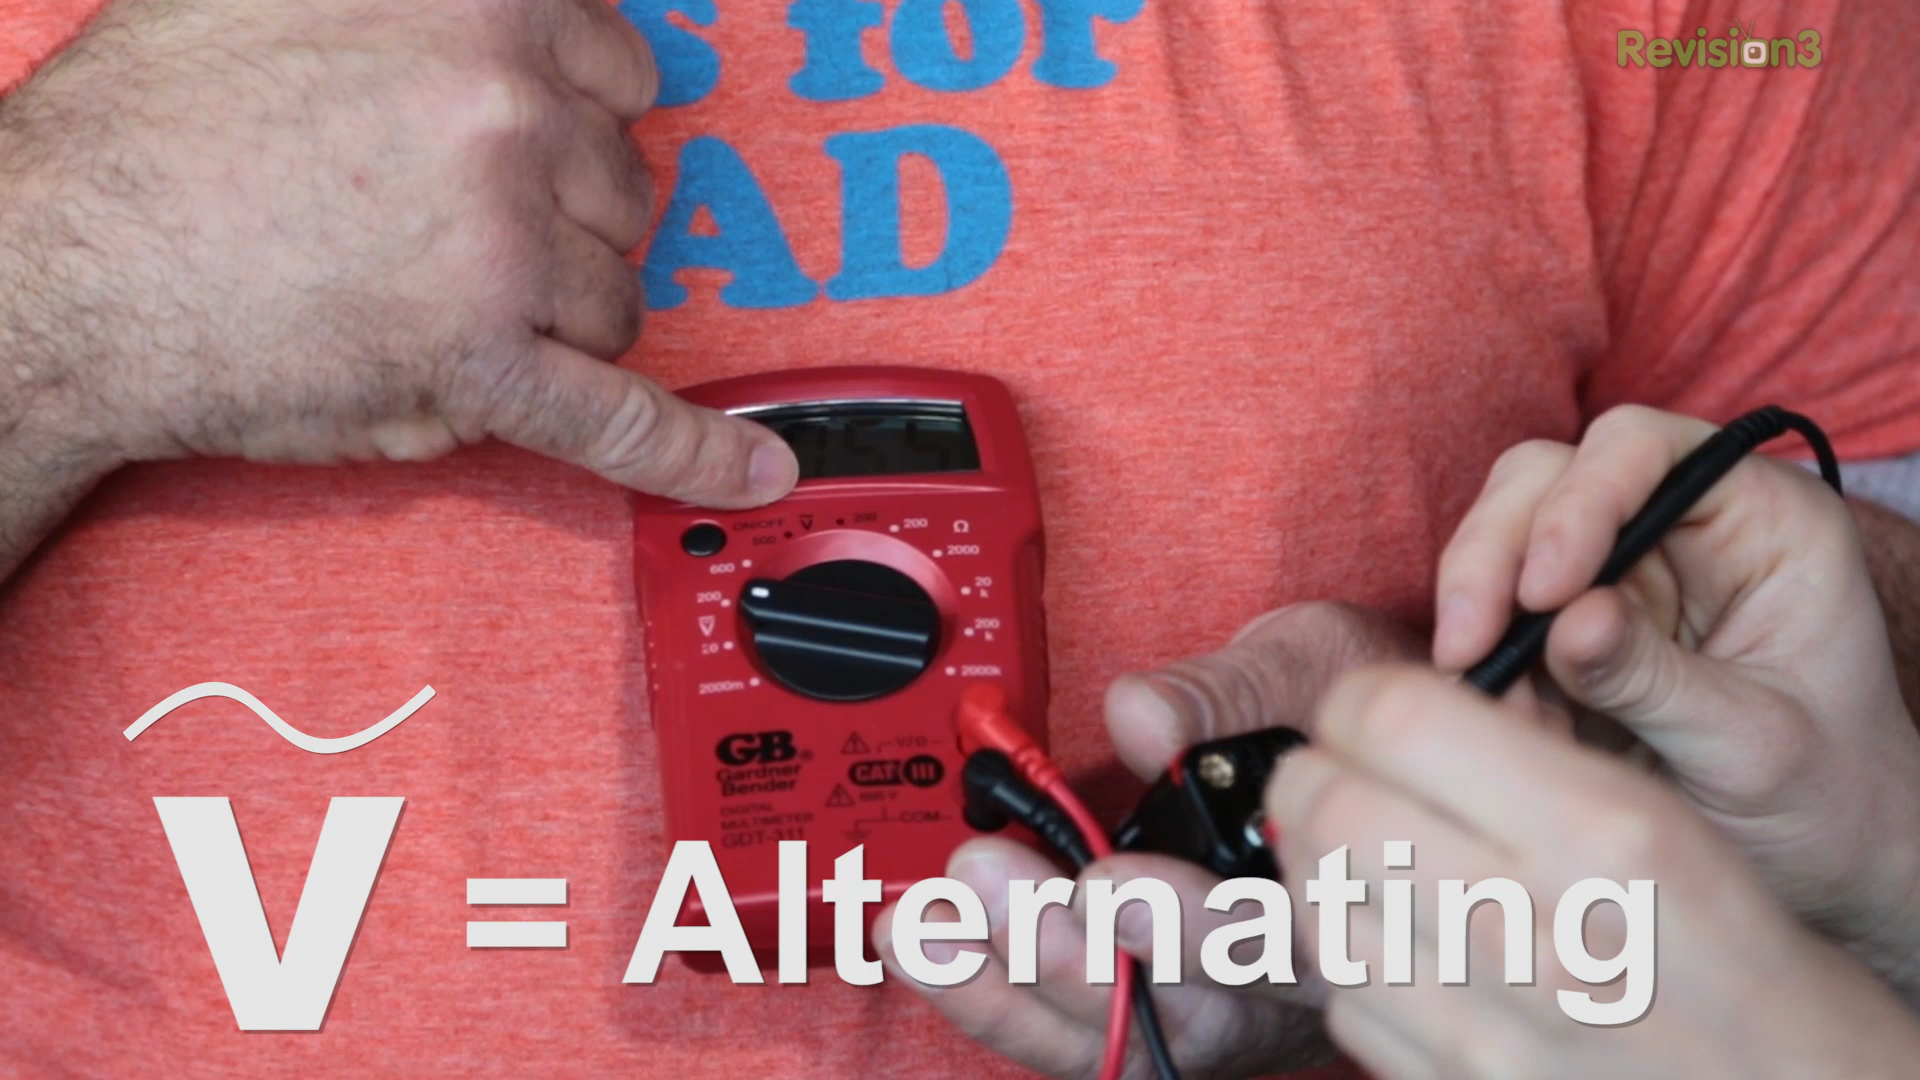 s for
AD
Revision3
ON/OFF V 200 200 Ω
500 2000
600 20 k
200
V 200 k
20
2000m 2000k
GB®
Gardner
Bender
V/Ω
CAT III
DIGITAL
MULTIMETER
GDT-311
COM
V = Alternating